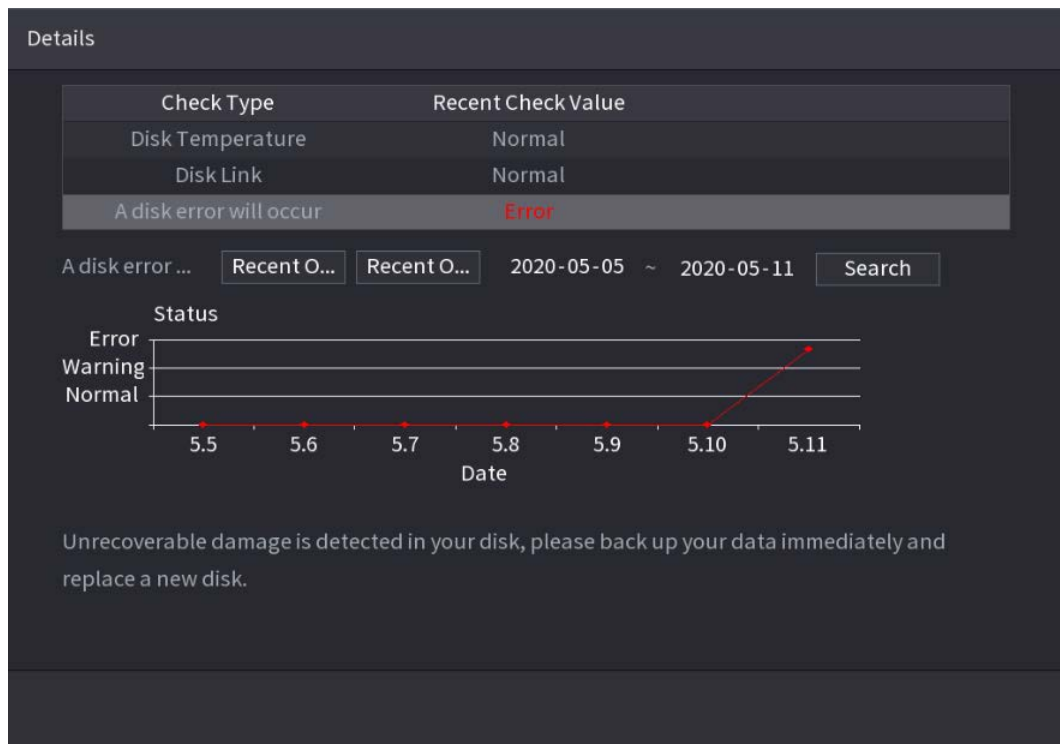 Details
Check Type Recent Check Value
Disk Temperature Normal
Disk Link Normal
A disk error will occur Error
A disk error ... Recent O... Recent O... 2020-05-05 ~ 2020-05-11 Search
Status
Error
Warning
Normal
5.5 5.6 5.7 5.8 5.9 5.10 5.11
Date
Unrecoverable damage is detected in your disk, please back up your data immediately and
replace a new disk.